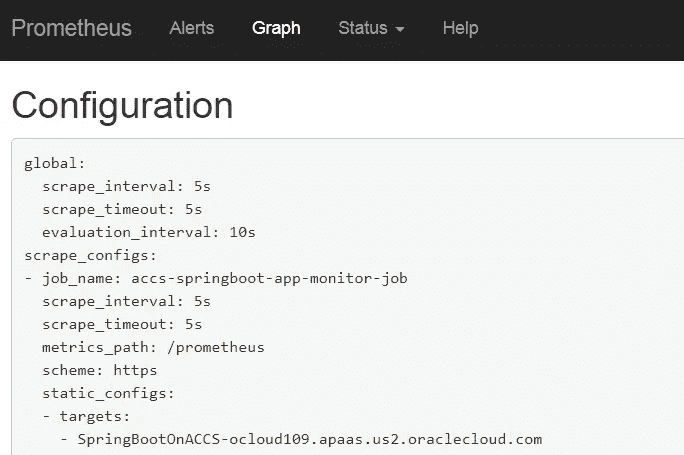 Prometheus Alerts Graph Status Help
Configuration
global:
  scrape_interval: 5s
  scrape_timeout: 5s
  evaluation_interval: 10s
scrape_configs:
- job_name: accs-springboot-app-monitor-job
  scrape_interval: 5s
  scrape_timeout: 5s
  metrics_path: /prometheus
  scheme: https
  static_configs:
  - targets:
    - SpringBootOnACCS-ocloud109.apaas.us2.oraclecloud.com